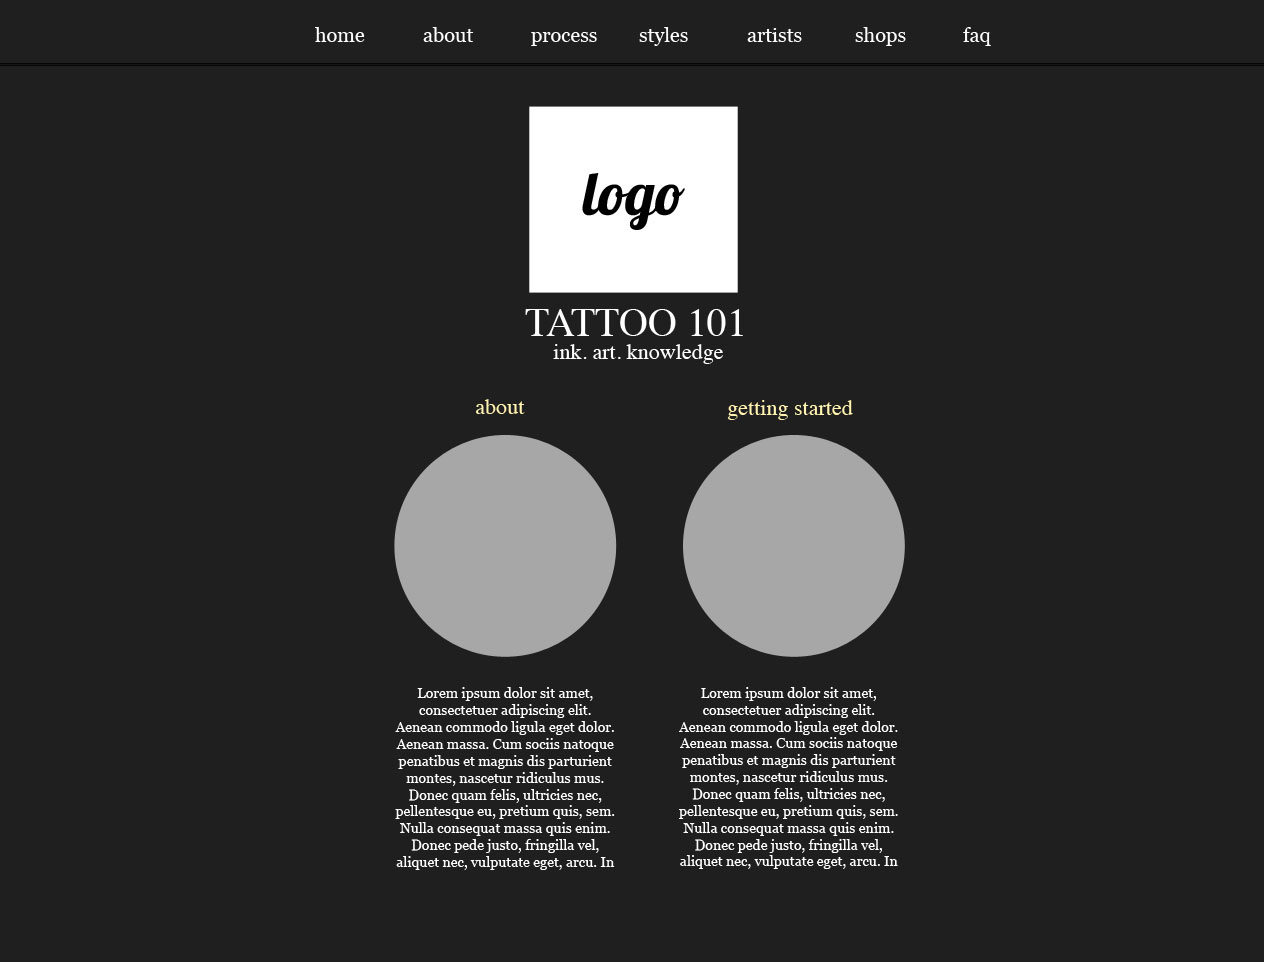 home about process styles artists shops faq
logo
TATTOO 101
ink. art. knowledge
about
Lorem ipsum dolor sit amet,
consectetuer adipiscing elit.
Aenean commodo ligula eget dolor.
Aenean massa. Cum sociis natoque
penatibus et magnis dis parturient
montes, nascetur ridiculus mus.
Donec quam felis, ultricies nec,
pellentesque eu, pretium quis, sem.
Nulla consequat massa quis enim.
Donec pede justo, fringilla vel,
aliquet nec, vulputate eget, arcu. In
getting started
Lorem ipsum dolor sit amet,
consectetuer adipiscing elit.
Aenean commodo ligula eget dolor.
Aenean massa. Cum sociis natoque
penatibus et magnis dis parturient
montes, nascetur ridiculus mus.
Donec quam felis, ultricies nec,
pellentesque eu, pretium quis, sem.
Nulla consequat massa quis enim.
Donec pede justo, fringilla vel,
aliquet nec, vulputate eget, arcu. In